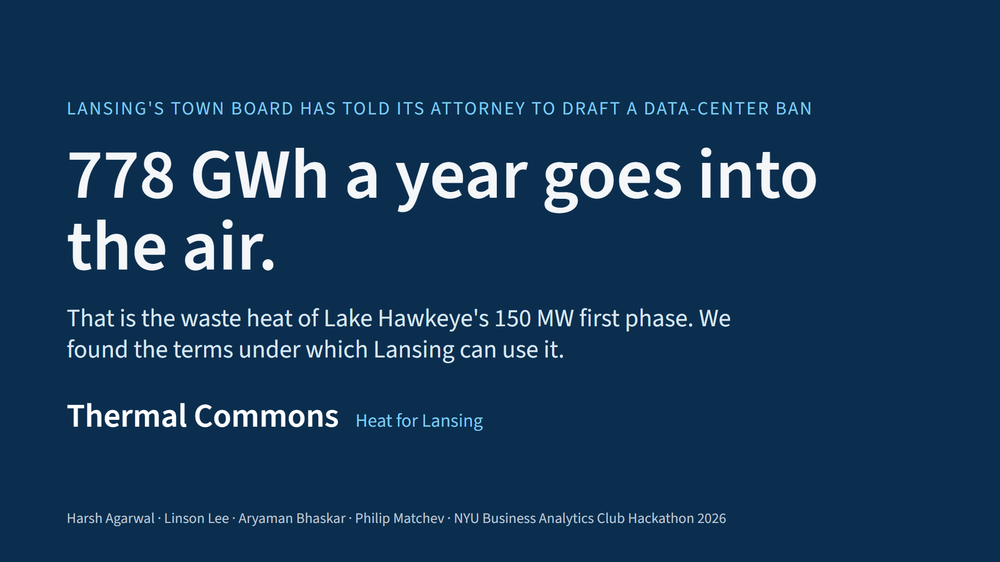 LANSING'S TOWN BOARD HAS TOLD ITS ATTORNEY TO DRAFT A DATA-CENTER BAN
778 GWh a year goes into
the air.
That is the waste heat of Lake Hawkeye's 150 MW first phase. We
found the terms under which Lansing can use it.
Thermal Commons Heat for Lansing
Harsh Agarwal · Linson Lee · Aryaman Bhaskar · Philip Matchev · NYU Business Analytics Club Hackathon 2026